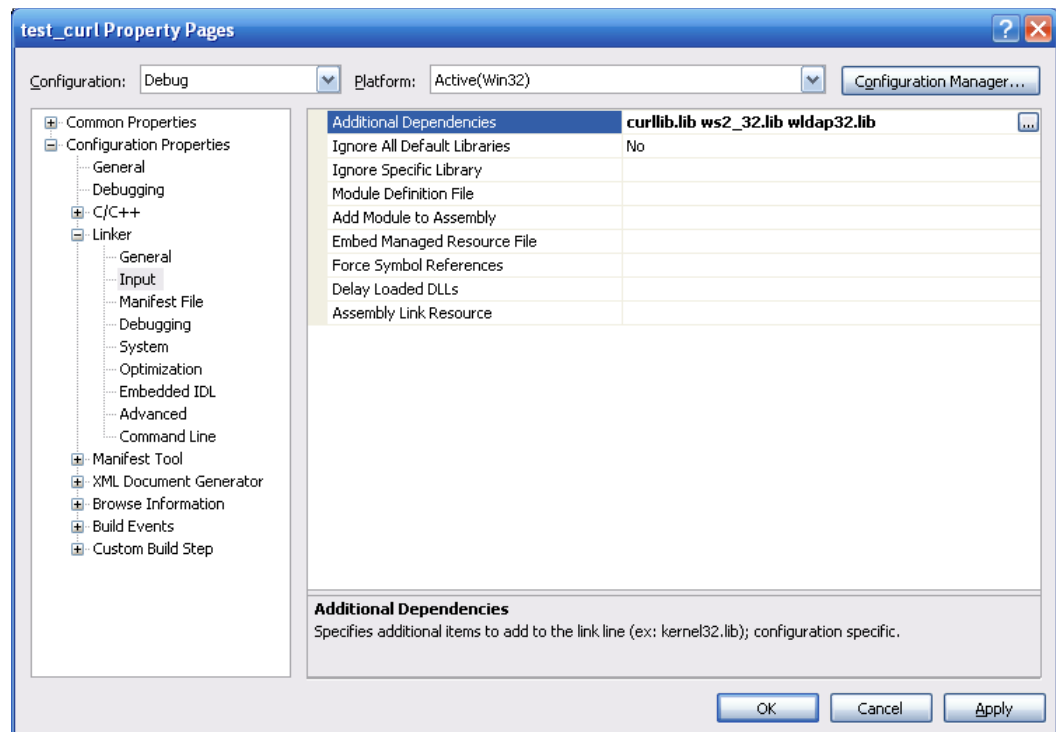 test_curl Property Pages
Configuration: Debug Platform: Active(Win32) Configuration Manager...
Common Properties
Configuration Properties
General
Debugging
C/C++
Linker
General
Input
Manifest File
Debugging
System
Optimization
Embedded IDL
Advanced
Command Line
Manifest Tool
XML Document Generator
Browse Information
Build Events
Custom Build Step
Additional Dependencies curllib.lib ws2_32.lib wldap32.lib ...
Ignore All Default Libraries No
Ignore Specific Library
Module Definition File
Add Module to Assembly
Embed Managed Resource File
Force Symbol References
Delay Loaded DLLs
Assembly Link Resource
Additional Dependencies
Specifies additional items to add to the link line (ex: kernel32.lib); configuration specific.
OK Cancel Apply